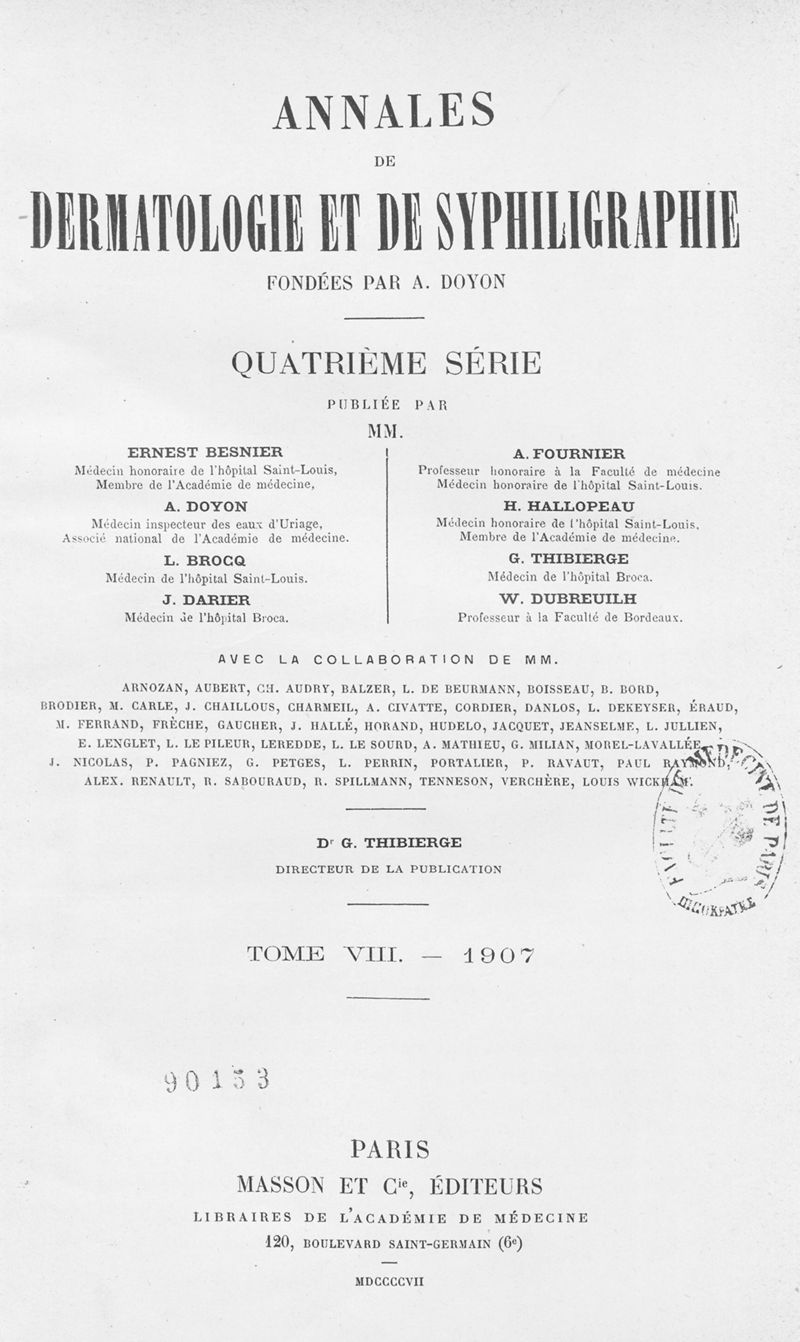 ANNALES
DE
DERMATOLOGIE ET DE SYPHILIGRAPHIE
FONDÉES PAR A. DOYON
QUATRIÈME SÉRIE
PUBLIÉE PAR
MM.
ERNEST BESNIER
Médecin honoraire de l'hôpital Saint-Louis,
Membre de l'Académie de médecine,
A. DOYON
Médecin inspecteur des eaux d'Uriage,
Associé national de l'Académie de médecine.
L. BROCQ
Médecin de l'hôpital Saint-Louis.
J. DARIER
Médecin de l'hôpital Broca.
A. FOURNIER
Professeur honoraire à la Faculté de médecine
Médecin honoraire de l'hôpital Saint-Louis.
H. HALLOPEAU
Médecin honoraire de l'hôpital Saint-Louis,
Membre de l'Académie de médecine.
G. THIBIERGE
Médecin de l'hôpital Broca.
W. DUBREUILH
Professeur à la Faculté de Bordeaux.
AVEC LA COLLABORATION DE MM.
ARNOZAN, AUBERT, CH. AUDRY, BALZER, L. DE BEURMANN, BOISSEAU, B. BORD,
BRODIER, M. CARLE, J. CHAILLOUS, CHARMEIL, A. CIVATTE, CORDIER, DANLOS, L. DEKEYSER, ÉRAUD,
M. FERRAND, FRÈCHE, GAUCHER, J. HALLÉ, HORAND, HUDELO, JACQUET, JEANSELME, L. JULLIEN,
E. LENGLET, L. LE PILEUR, LEREDDE, L. LE SOURD, A. MATHIEU, G. MILIAN, MOREL-LAVALLÉE,
J. NICOLAS, P. PAGNIEZ, G. PETGES, L. PERRIN, PORTALIER, P. RAVAUT, PAUL RAYMOND,
ALEX. RENAULT, R. SABOURAUD, R. SPILLMANN, TENNESON, VERCHÈRE, LOUIS WICKHAM.
Dr G. THIBIERGE
DIRECTEUR DE LA PUBLICATION
DE PARIS
TOME VIII. — 1907
90153
PARIS
MASSON ET Cie, ÉDITEURS
LIBRAIRES DE L'ACADÉMIE DE MÉDECINE
120, BOULEVARD SAINT-GERMAIN (6e)
MDCCCCVII